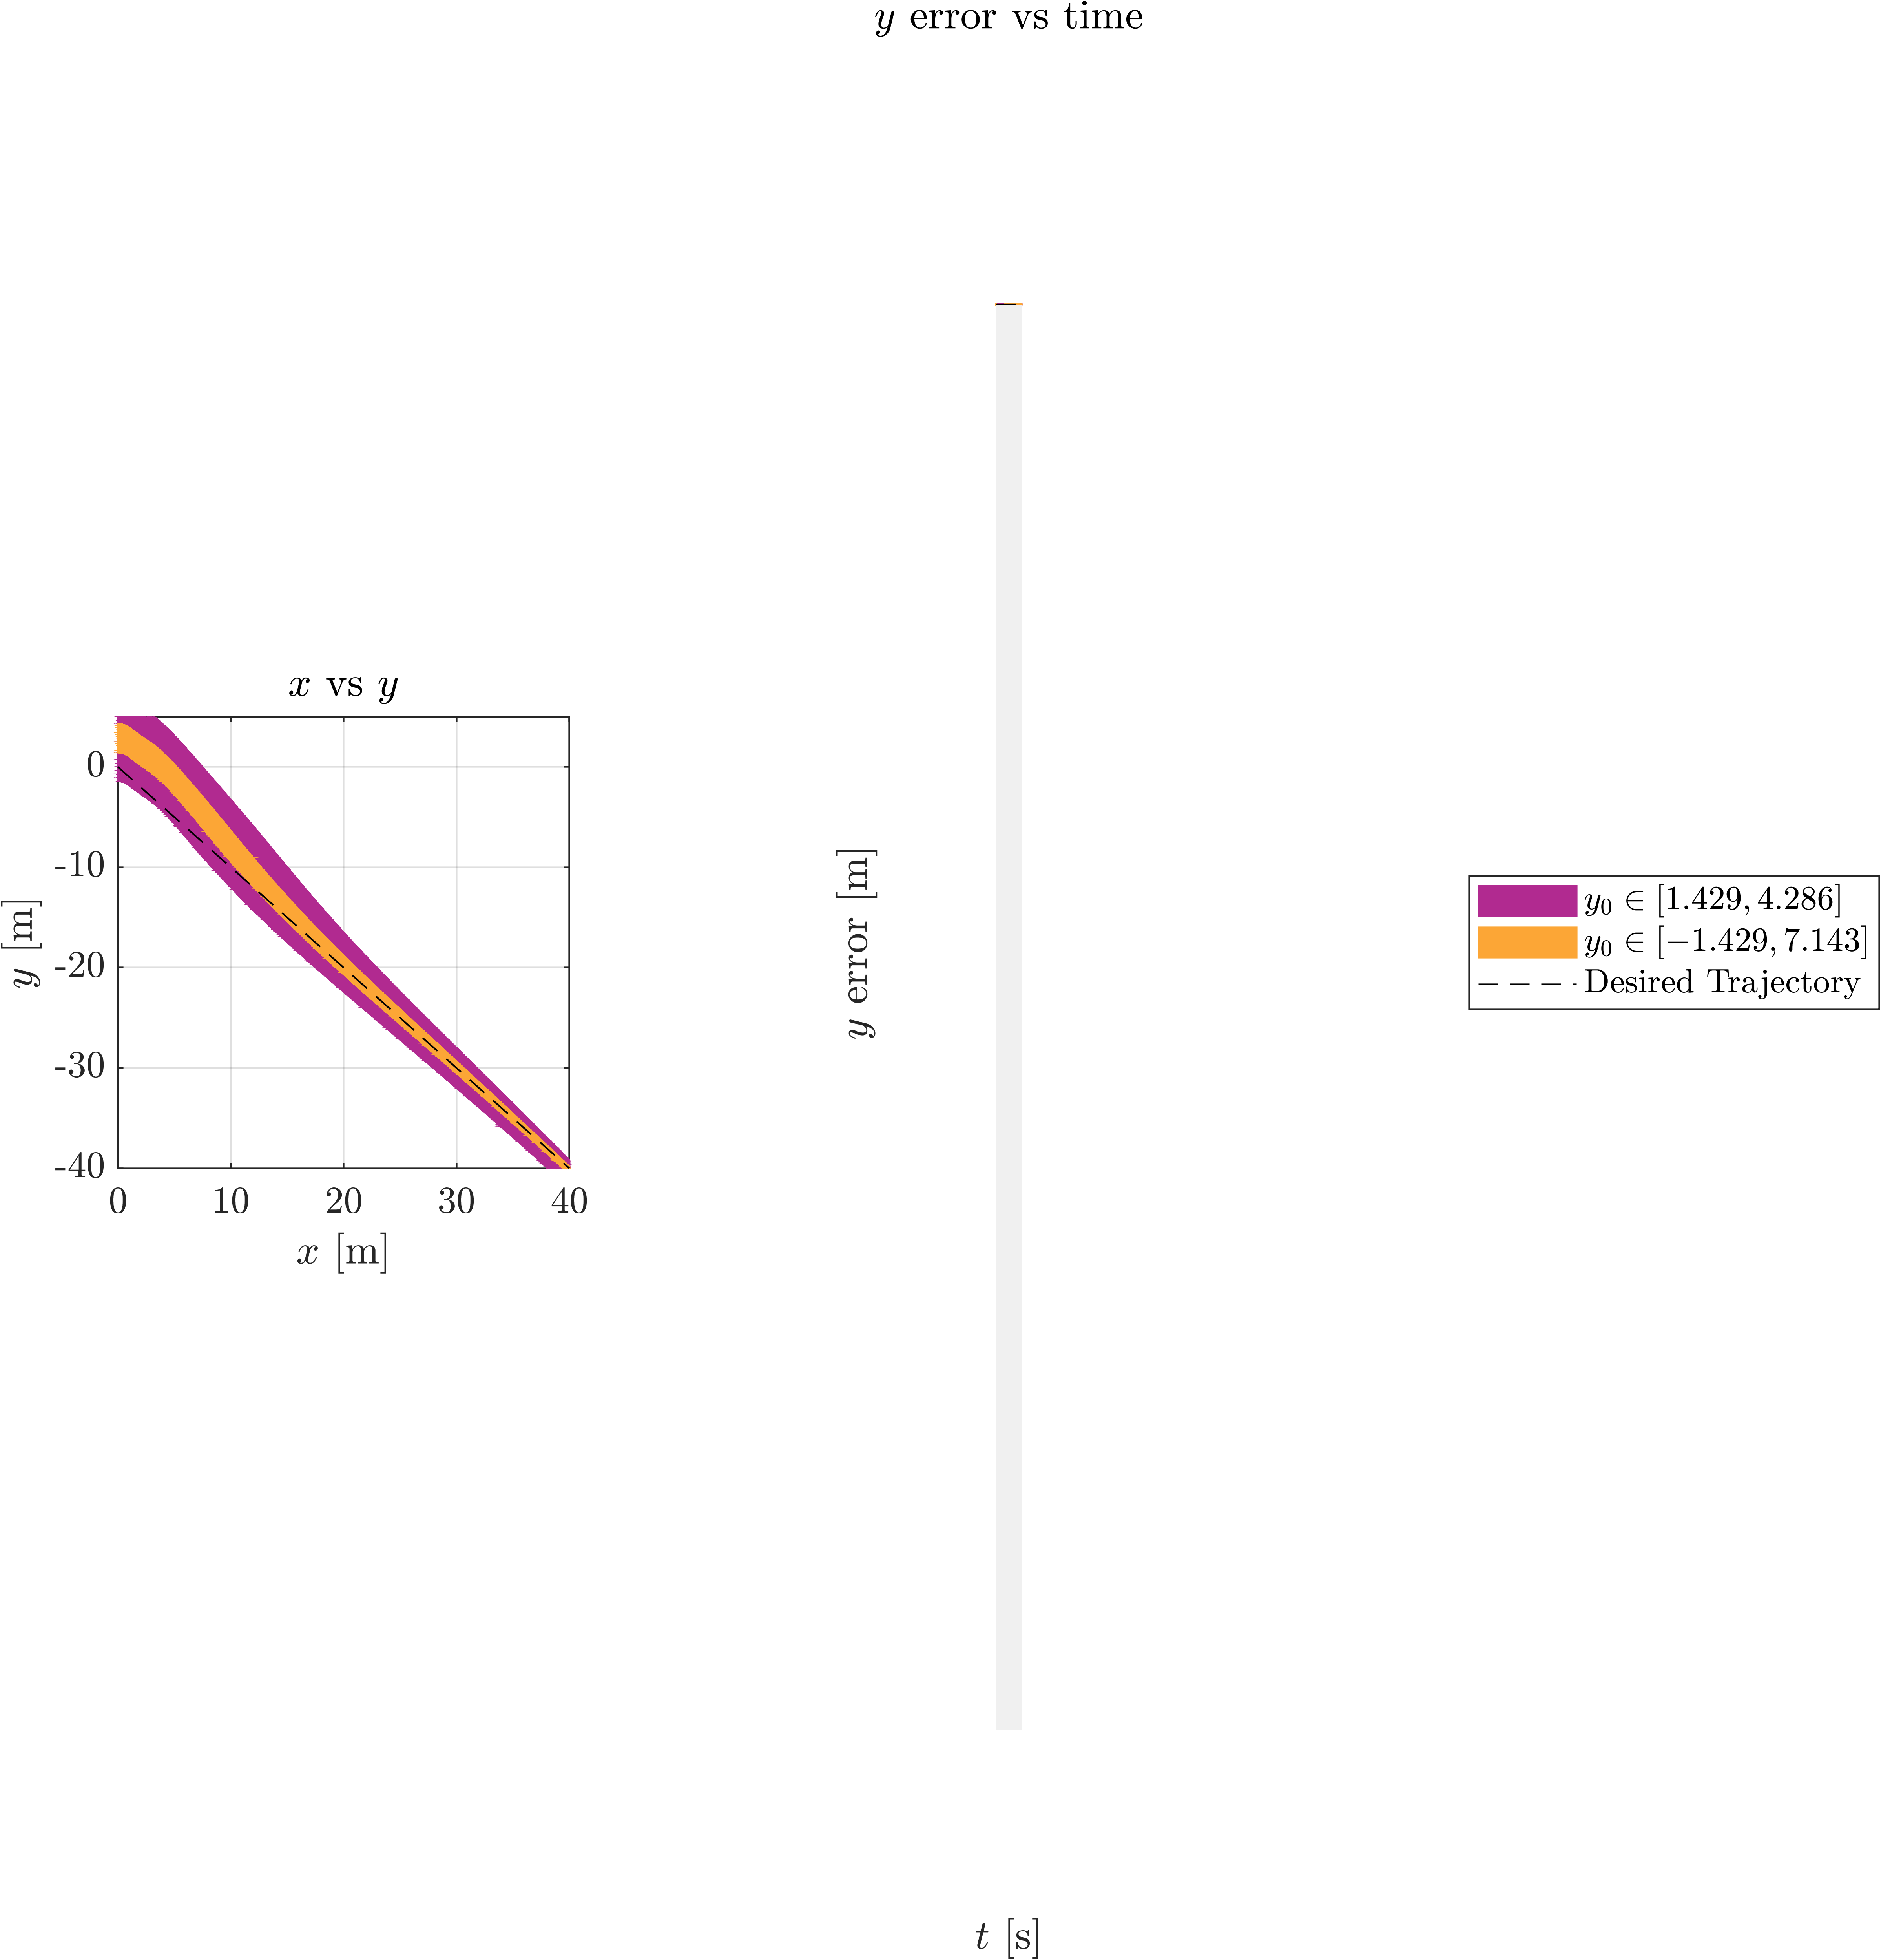 y error vs time
x vs y
0
-10
-20
-30
-40
y [m]
0 10 20 30 40
x [m]
y error [m]
t [s]
y₀ ∈ [1.429, 4.286]
y₀ ∈ [−1.429, 7.143]
Desired Trajectory